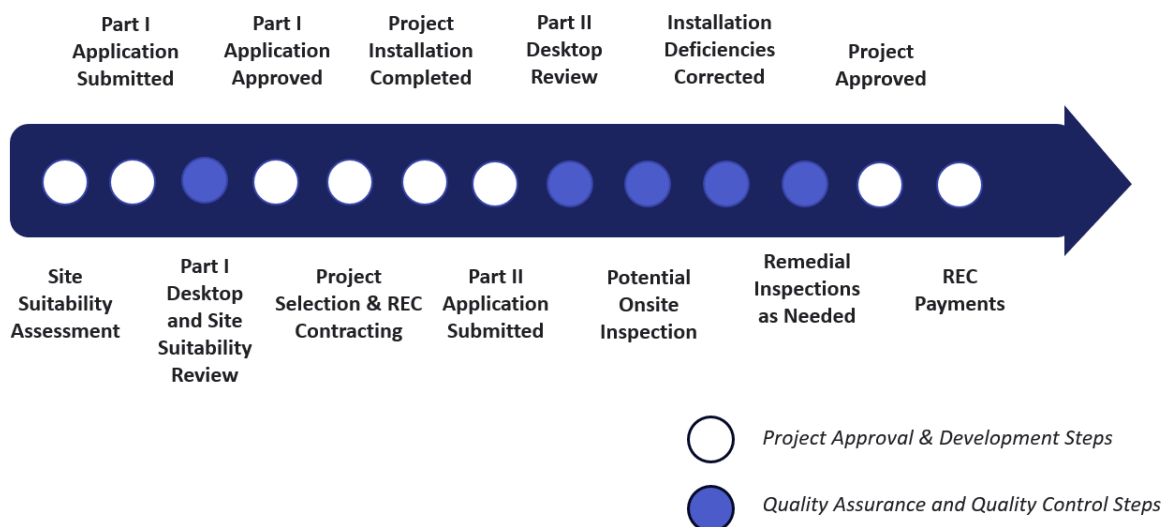 Part I
Application
Submitted
Part I
Application
Approved
Project
Installation
Completed
Part II
Desktop
Review
Installation
Deficiencies
Corrected
Project
Approved
Site
Suitability
Assessment
Part I
Desktop
and Site
Suitability
Review
Project
Selection & REC
Contracting
Part II
Application
Submitted
Potential
Onsite
Inspection
Remedial
Inspections
as Needed
REC
Payments
Project Approval & Development Steps
Quality Assurance and Quality Control Steps